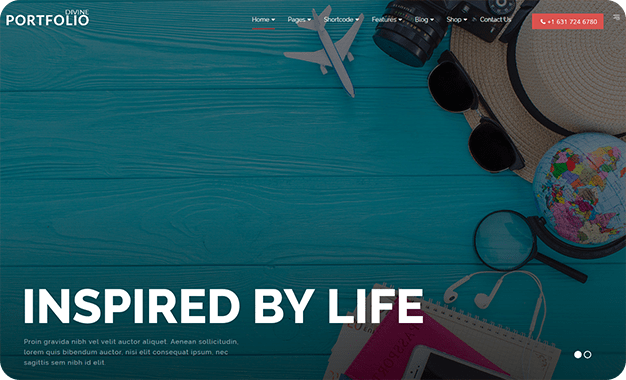 DIVINE
PORTFOLIO
Home Pages Shortcode Features Blog Shop Contact Us
+1 631 724 6780
INSPIRED BY LIFE
Proin gravida nibh vel velit auctor aliquet. Aenean sollicitudin,
lorem quis bibendum auctor, nisi elit consequat ipsum, nec
sagittis sem nibh id elit.